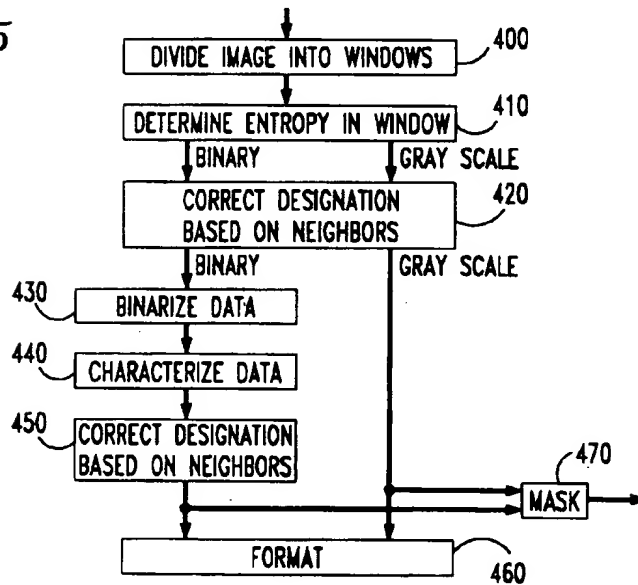 5
400
DIVIDE IMAGE INTO WINDOWS
410
DETERMINE ENTROPY IN WINDOW
BINARY GRAY SCALE
420
CORRECT DESIGNATION
BASED ON NEIGHBORS
BINARY GRAY SCALE
430
BINARIZE DATA
440
CHARACTERIZE DATA
450
CORRECT DESIGNATION
BASED ON NEIGHBORS
470
MASK
FORMAT
460